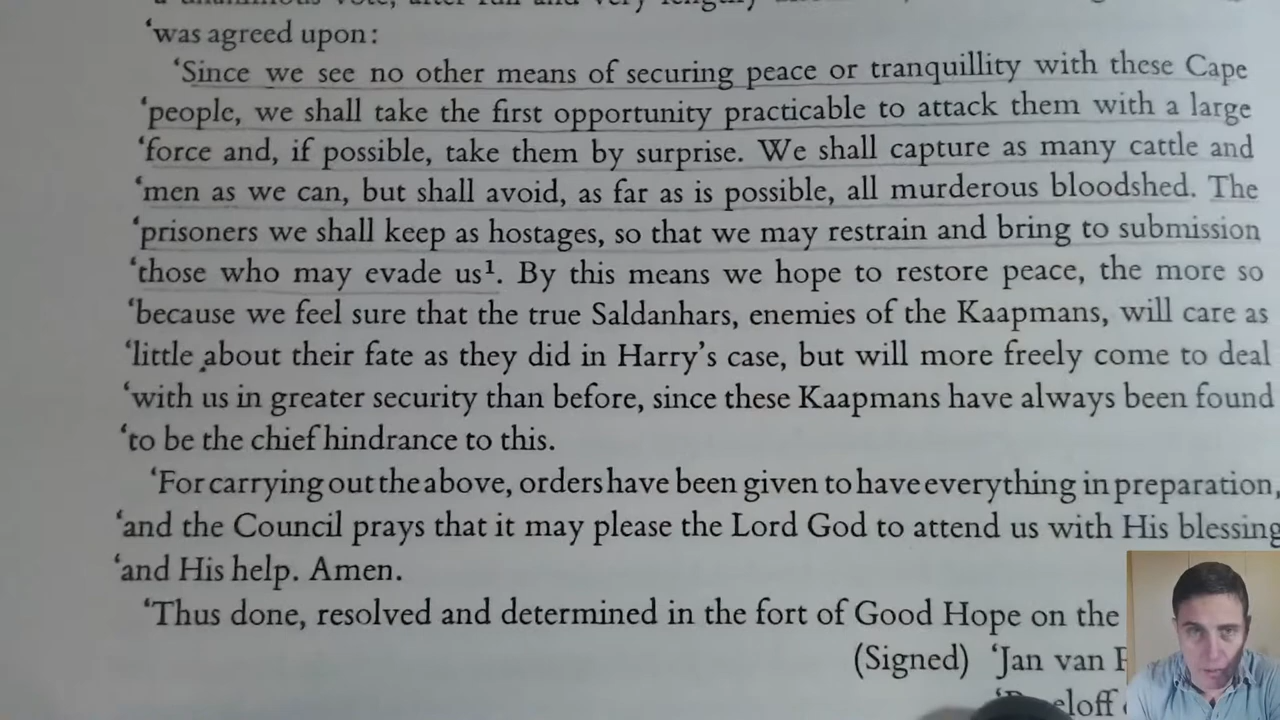 ‘was agreed upon:
‘Since we see no other means of securing peace or tranquillity with these Cape
‘people, we shall take the first opportunity practicable to attack them with a large
‘force and, if possible, take them by surprise. We shall capture as many cattle and
‘men as we can, but shall avoid, as far as is possible, all murderous bloodshed. The
‘prisoners we shall keep as hostages, so that we may restrain and bring to submission
‘those who may evade us¹. By this means we hope to restore peace, the more so
‘because we feel sure that the true Saldanhars, enemies of the Kaapmans, will care as
‘little about their fate as they did in Harry’s case, but will more freely come to deal
‘with us in greater security than before, since these Kaapmans have always been found
‘to be the chief hindrance to this.
‘For carrying out the above, orders have been given to have everything in preparation,
‘and the Council prays that it may please the Lord God to attend us with His blessing
‘and His help. Amen.
‘Thus done, resolved and determined in the fort of Good Hope on the
(Signed) ‘Jan van